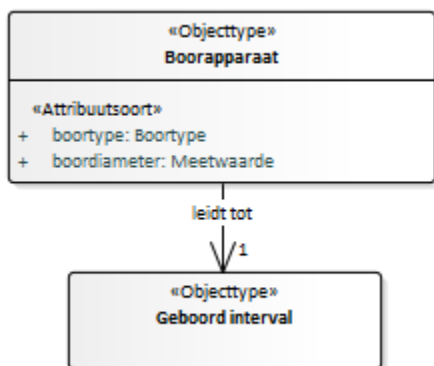 «Objecttype»
Boorapparaat
«Attribuutsoort»
+ boortype: Boortype
+ boordiameter: Meetwaarde
leidt tot
1
«Objecttype»
Geboord interval